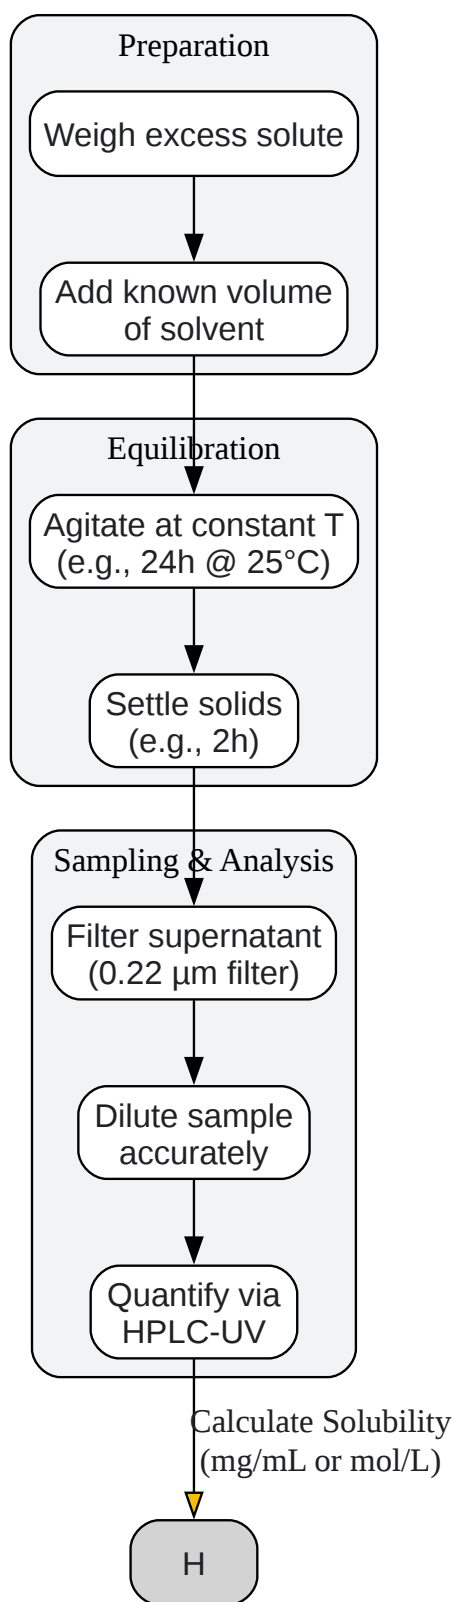 Preparation
Weigh excess solute
Add known volume
of solvent
Equilibration
Agitate at constant T
(e.g., 24h @ 25°C)
Settle solids
(e.g., 2h)
Sampling & Analysis
Filter supernatant
(0.22 µm filter)
Dilute sample
accurately
Quantify via
HPLC-UV
Calculate Solubility
(mg/mL or mol/L)
H